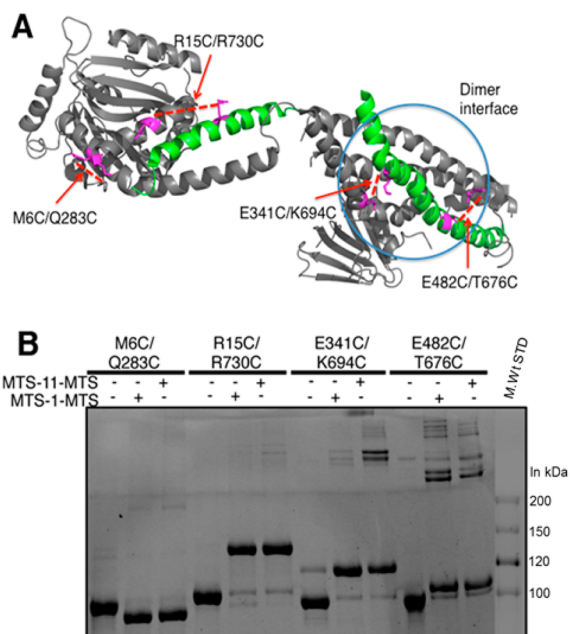 A
R15C/R730C
Dimer
interface
M6C/Q283C
E341C/K694C
E482C/T676C
B
M6C/ R15C/ E341C/ E482C/
Q283C R730C K694C T676C
M.Wt STD
MTS-11-MTS - - + - - + - - + - - +
MTS-1-MTS - + - - + - - + - - + -
In kDa
200
150
120
100